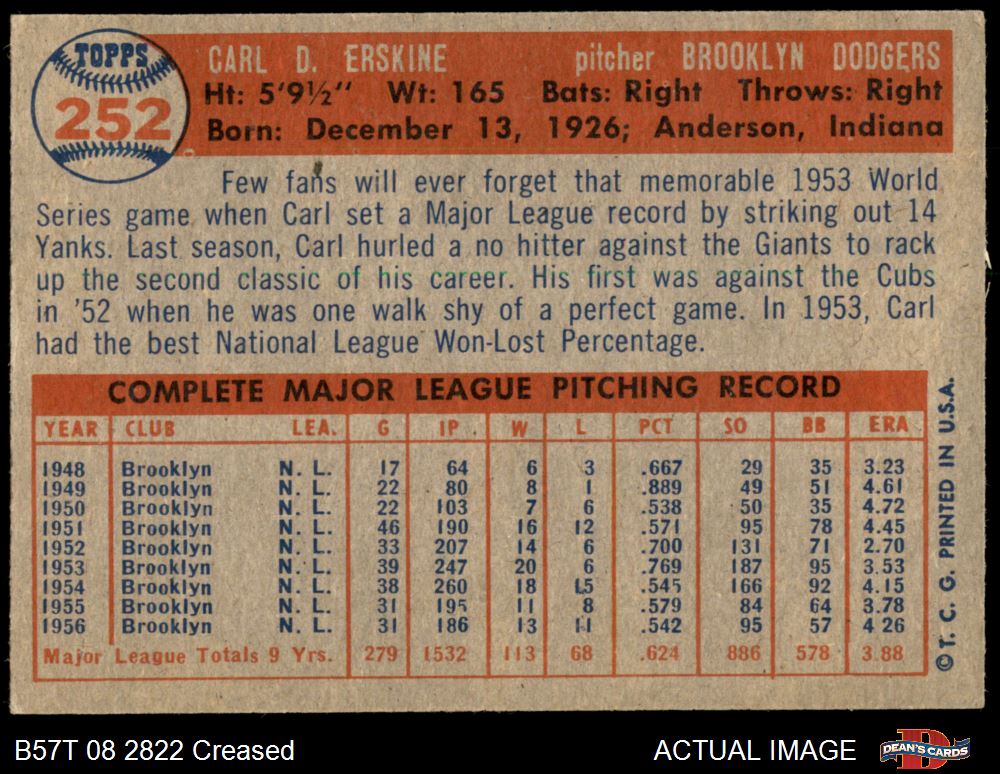 TOPPS
252
CARL D. ERSKINE pitcher BROOKLYN DODGERS
Ht: 5'9½" Wt: 165 Bats: Right Throws: Right
Born: December 13, 1926; Anderson, Indiana
Few fans will ever forget that memorable 1953 World
Series game when Carl set a Major League record by striking out 14
Yanks. Last season, Carl hurled a no hitter against the Giants to rack
up the second classic of his career. His first was against the Cubs
in '52 when he was one walk shy of a perfect game. In 1953, Carl
had the best National League Won-Lost Percentage.
COMPLETE MAJOR LEAGUE PITCHING RECORD
YEAR CLUB LEA. G IP W L PCT SO BB ERA
1948 Brooklyn N. L. 17 64 6 3 .667 29 35 3.23
1949 Brooklyn N. L. 22 80 8 1 .889 49 51 4.61
1950 Brooklyn N. L. 22 103 7 6 .538 50 35 4.72
1951 Brooklyn N. L. 46 190 16 12 .571 95 78 4.45
1952 Brooklyn N. L. 33 207 14 6 .700 131 71 2.70
1953 Brooklyn N. L. 39 247 20 6 .769 187 95 3.53
1954 Brooklyn N. L. 38 260 18 15 .545 166 92 4.15
1955 Brooklyn N. L. 31 195 11 8 .579 84 64 3.78
1956 Brooklyn N. L. 31 186 13 11 .542 95 57 4 26
Major League Totals 9 Yrs. 279 1532 113 68 .624 886 578 3.88
© T. C. G. PRINTED IN U.S.A.
B57T 08 2822 Creased
ACTUAL IMAGE
DEAN'S CARDS